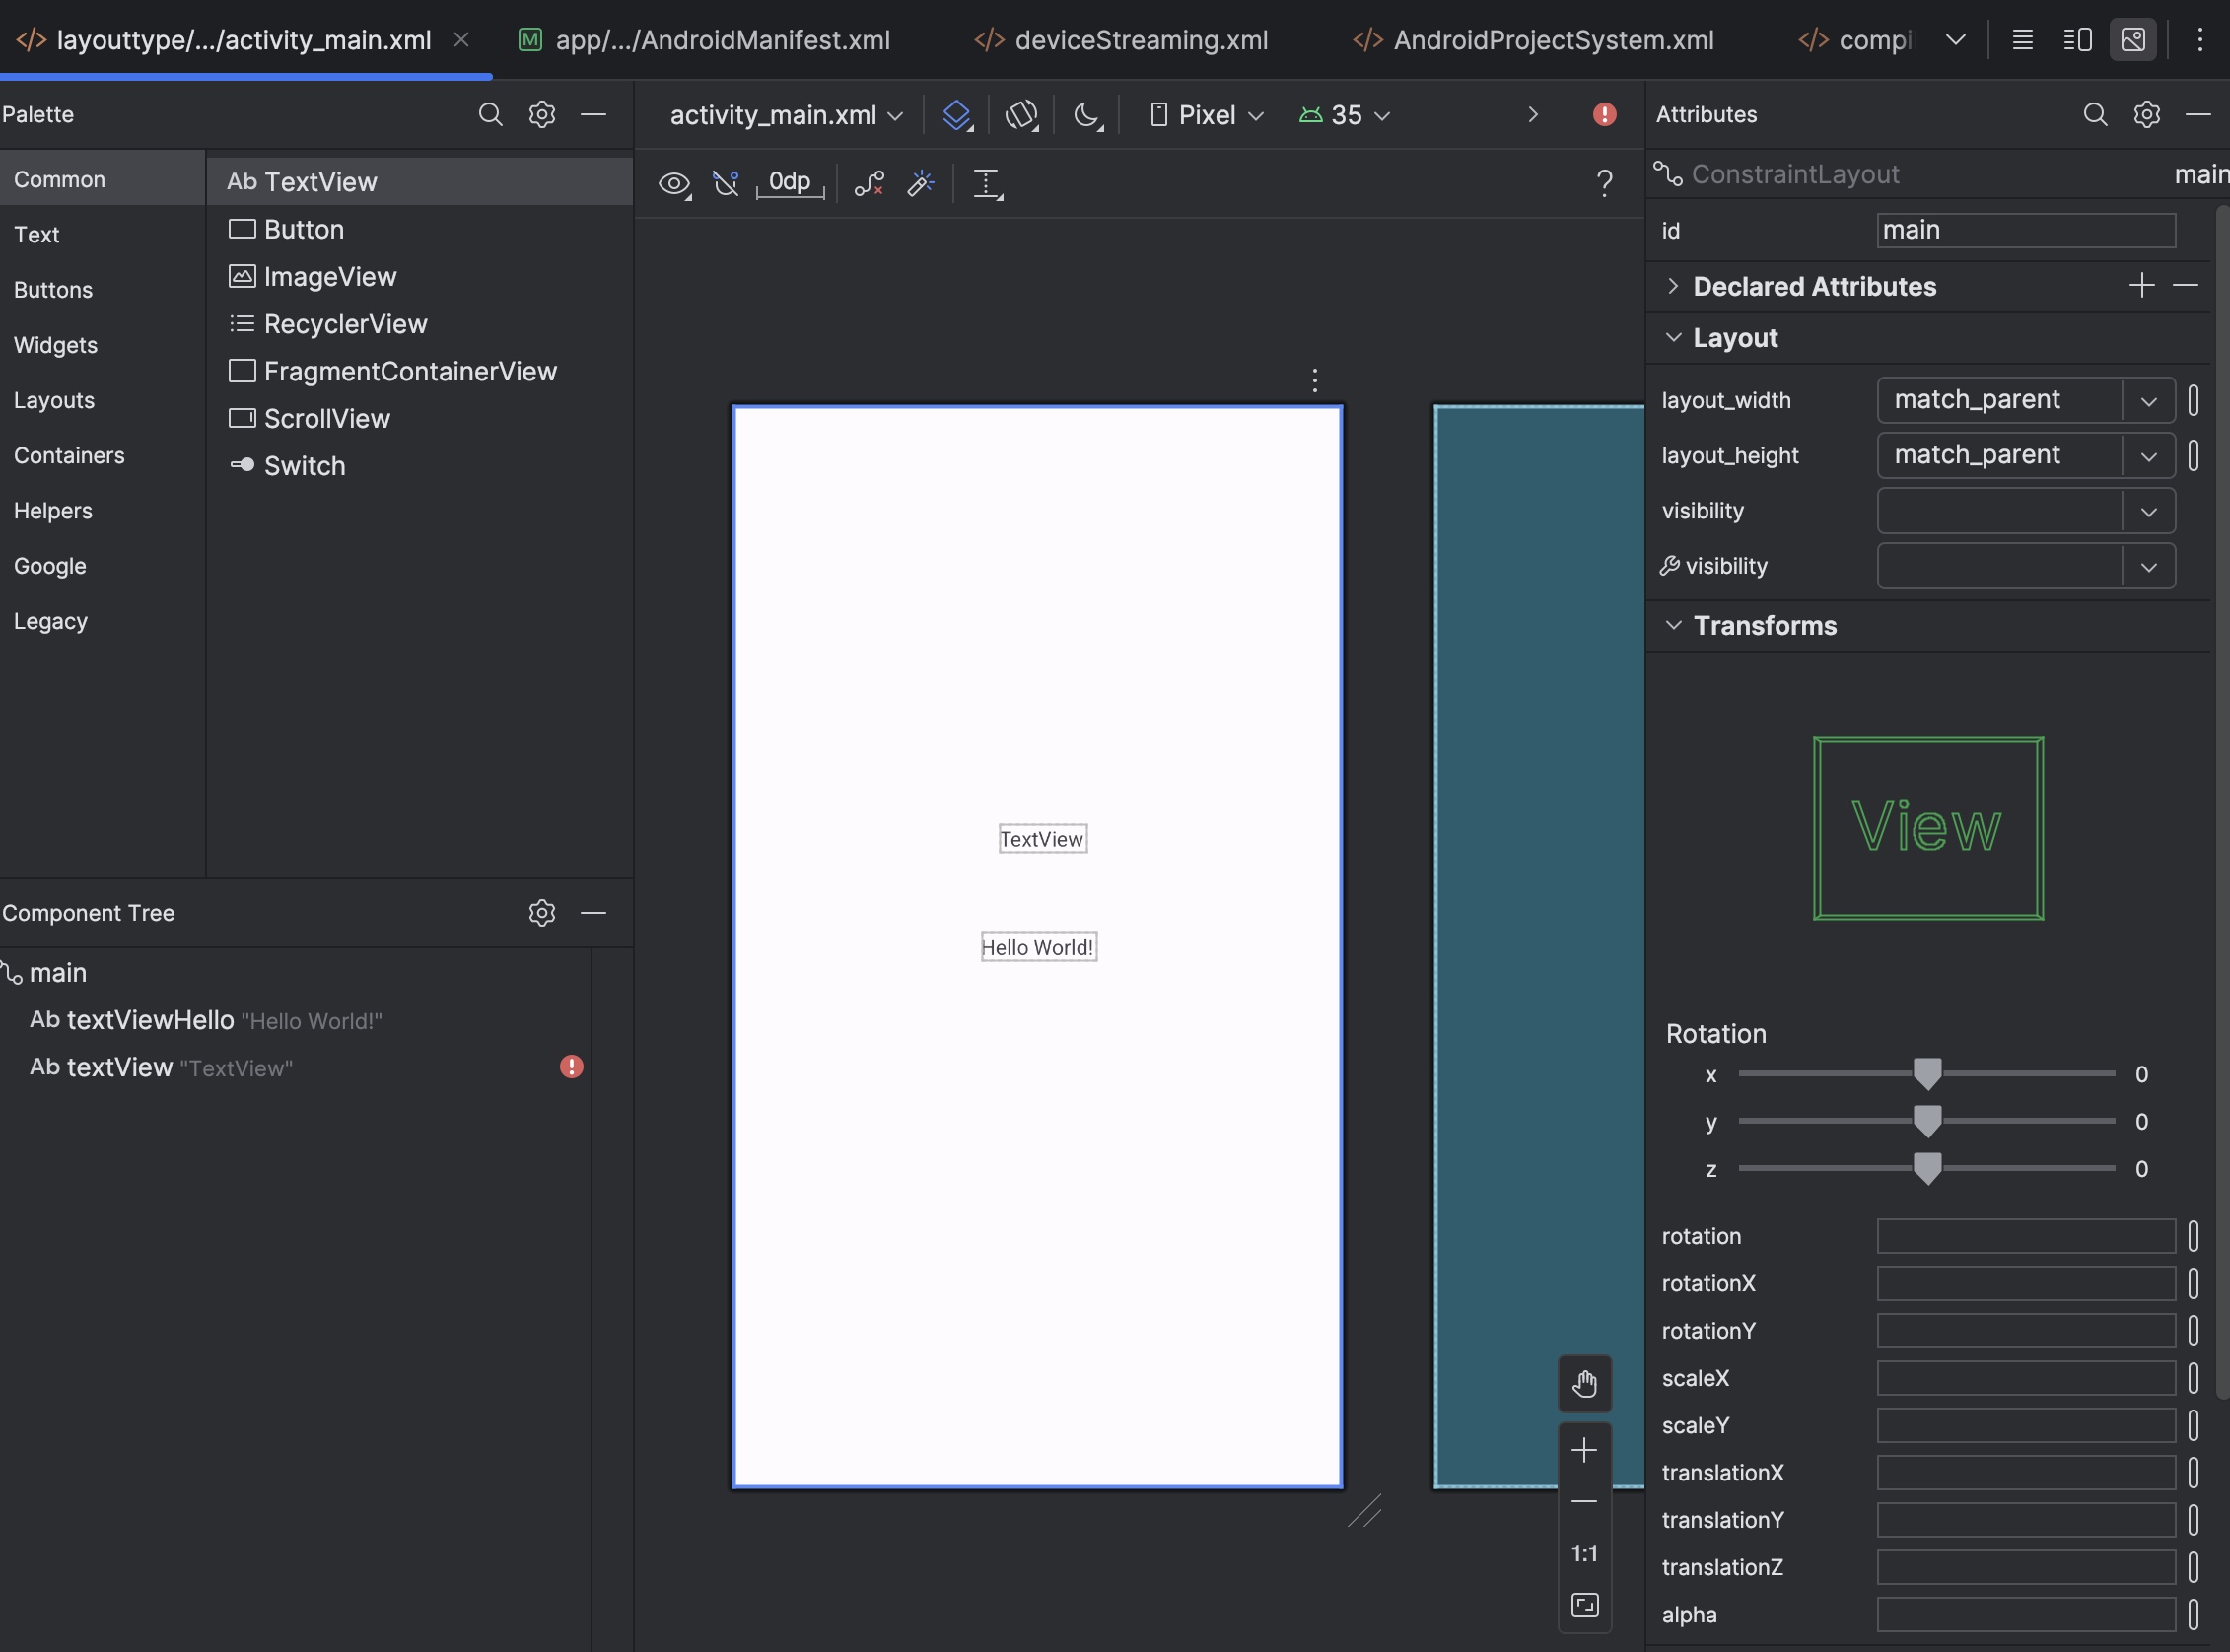 layouttype/.../activity_main.xml
app/.../AndroidManifest.xml
deviceStreaming.xml
AndroidProjectSystem.xml
compi
Palette
Common
Text
Buttons
Widgets
Layouts
Containers
Helpers
Google
Legacy
Ab TextView
Button
ImageView
RecyclerView
FragmentContainerView
ScrollView
Switch
Component Tree
main
Ab textViewHello "Hello World!"
Ab textView "TextView"
activity_main.xml
Pixel
35
0dp
?
TextView
Hello World!
1:1
Attributes
ConstraintLayout main
id main
Declared Attributes
Layout
layout_width match_parent
layout_height match_parent
visibility
visibility
Transforms
View
Rotation
x 0
y 0
z 0
rotation
rotationX
rotationY
scaleX
scaleY
translationX
translationY
translationZ
alpha